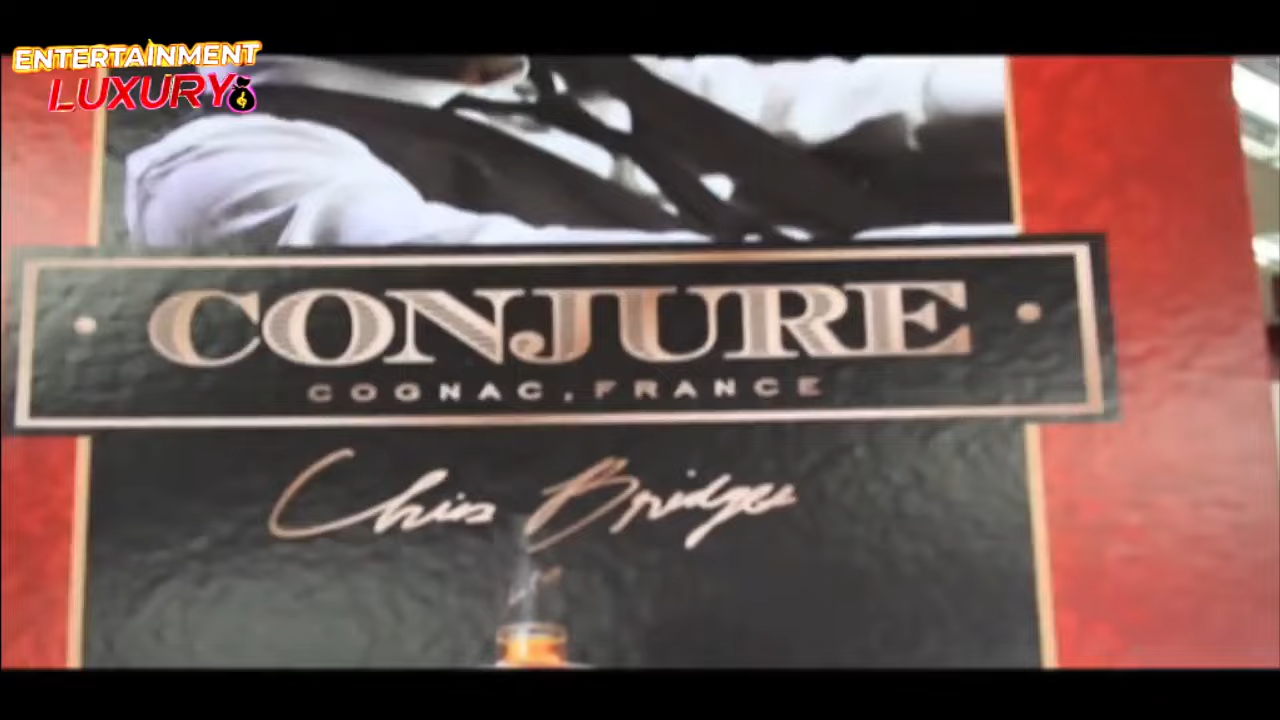 ENTERTAINMENT
LUXURY
CONJURE
COGNAC, FRANCE
Chris Bridges